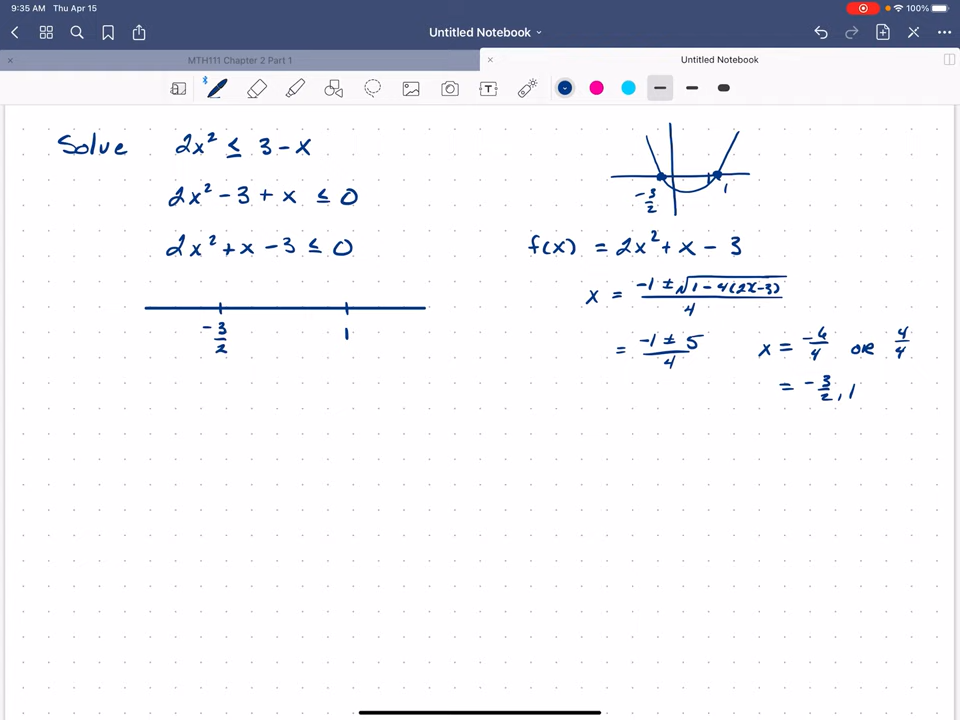 9:35 AM Thu Apr 15
100%
Untitled Notebook
MTH111 Chapter 2 Part 1
Untitled Notebook
T
Solve 2x² ≤ 3 - x
2x² - 3 + x ≤ 0
2x² + x - 3 ≤ 0
-3/2 1
-3/2 1
f(x) = 2x² + x - 3
x = (-1 ± √(1 - 4(2)(-3)))/4
= (-1 ± 5)/4
x = -6/4 or 4/4
= -3/2, 1